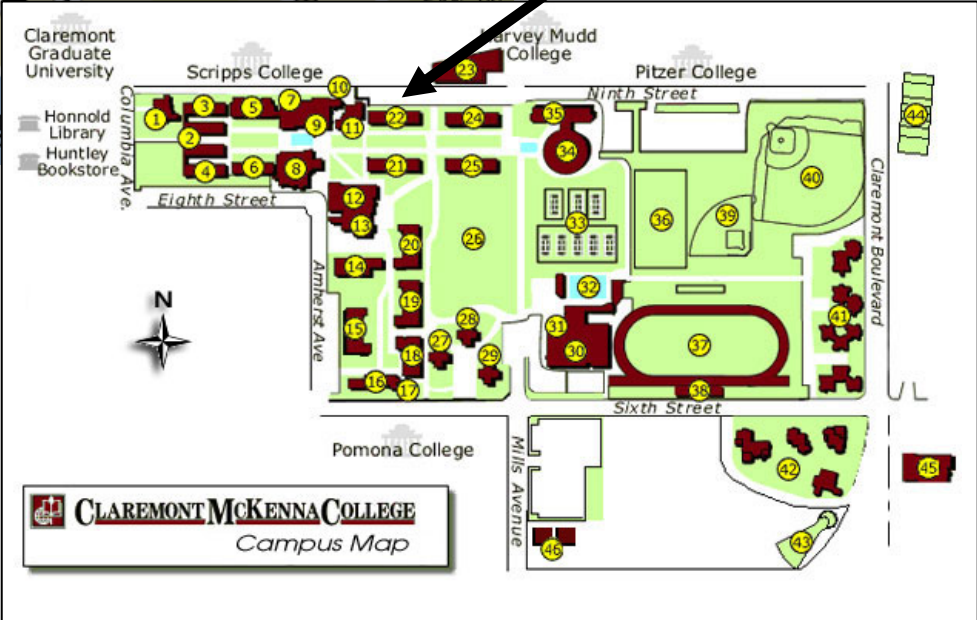 Claremont
Graduate
University
Scripps College
Harvey Mudd
College
Pitzer College
Honnold
Library
Huntley
Bookstore
Columbia Ave.
Ninth Street
Eighth Street
Amherst Ave
Claremont Boulevard
Sixth Street
Mills Avenue
Pomona College
N
1
2
3
4
5
6
7
8
9
10
11
12
13
14
15
16
17
18
19
20
21
22
23
24
25
26
27
28
29
30
31
32
33
34
35
36
37
38
39
40
41
42
43
44
45
46
CLAREMONT MCKENNA COLLEGE
Campus Map